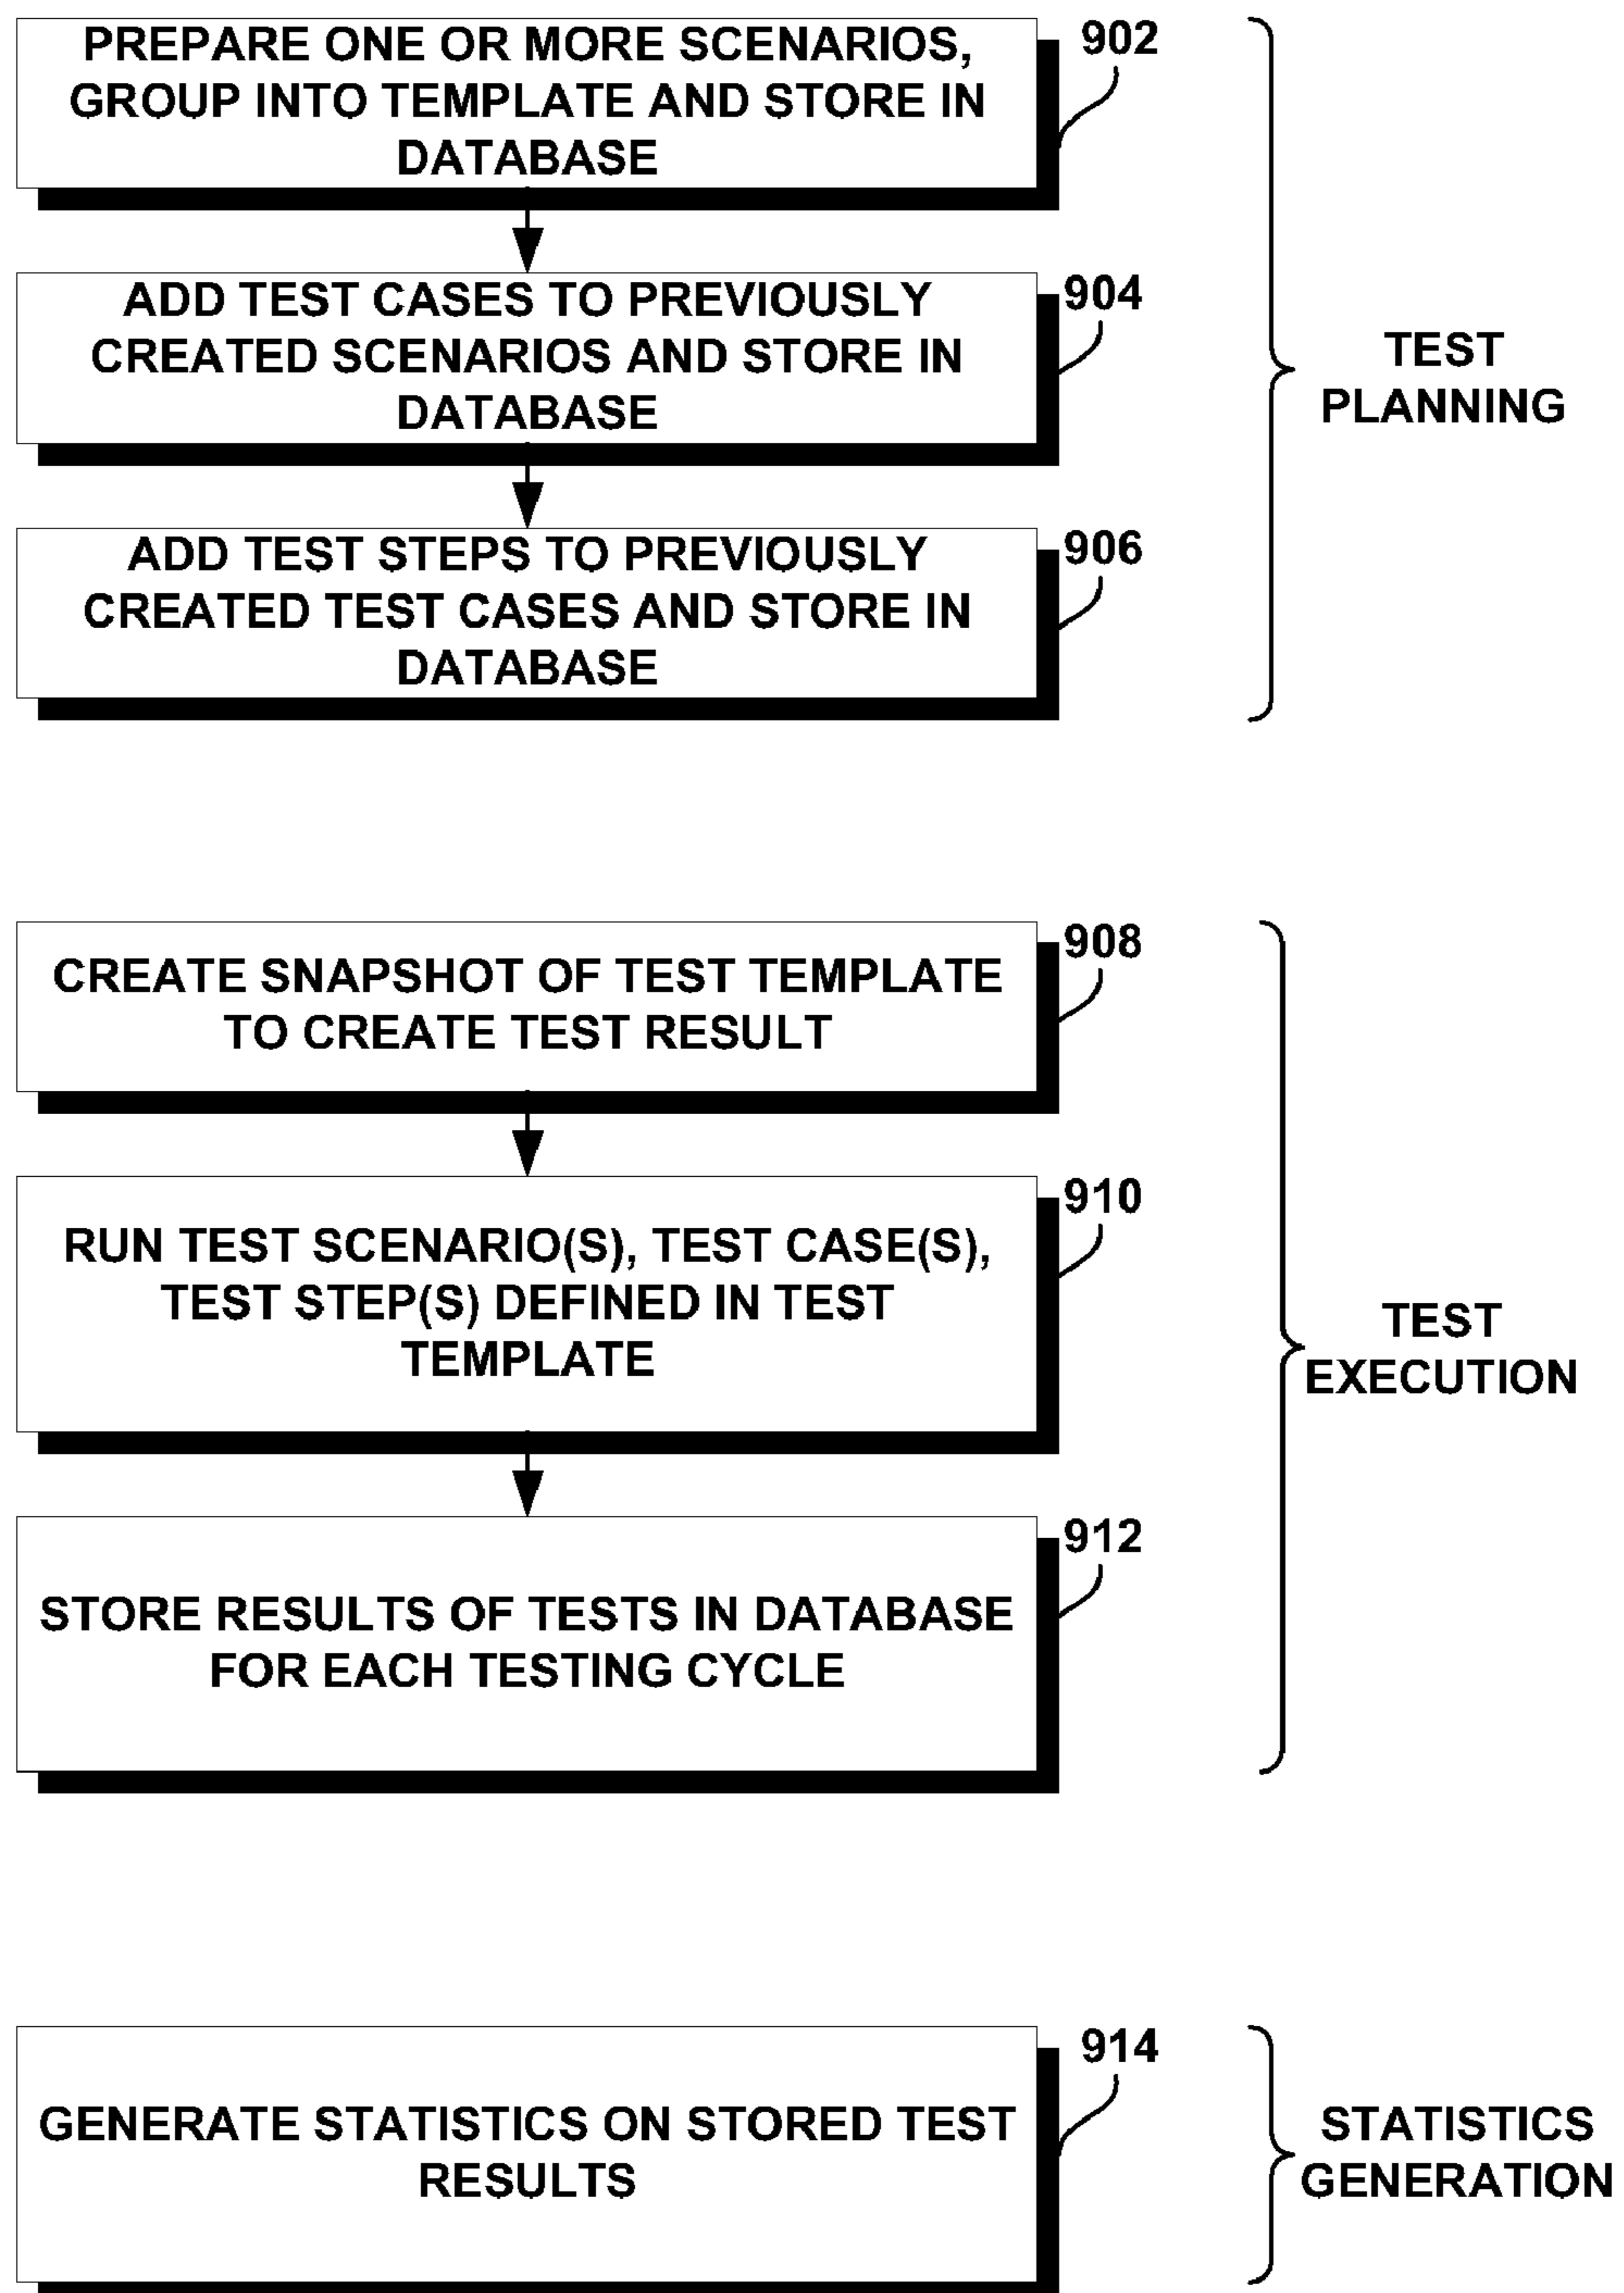 PREPARE ONE OR MORE SCENARIOS,
GROUP INTO TEMPLATE AND STORE IN
DATABASE
902
ADD TEST CASES TO PREVIOUSLY
CREATED SCENARIOS AND STORE IN
DATABASE
904
ADD TEST STEPS TO PREVIOUSLY
CREATED TEST CASES AND STORE IN
DATABASE
906
TEST
PLANNING
CREATE SNAPSHOT OF TEST TEMPLATE
TO CREATE TEST RESULT
908
RUN TEST SCENARIO(S), TEST CASE(S),
TEST STEP(S) DEFINED IN TEST
TEMPLATE
910
STORE RESULTS OF TESTS IN DATABASE
FOR EACH TESTING CYCLE
912
TEST
EXECUTION
GENERATE STATISTICS ON STORED TEST
RESULTS
914
STATISTICS
GENERATION